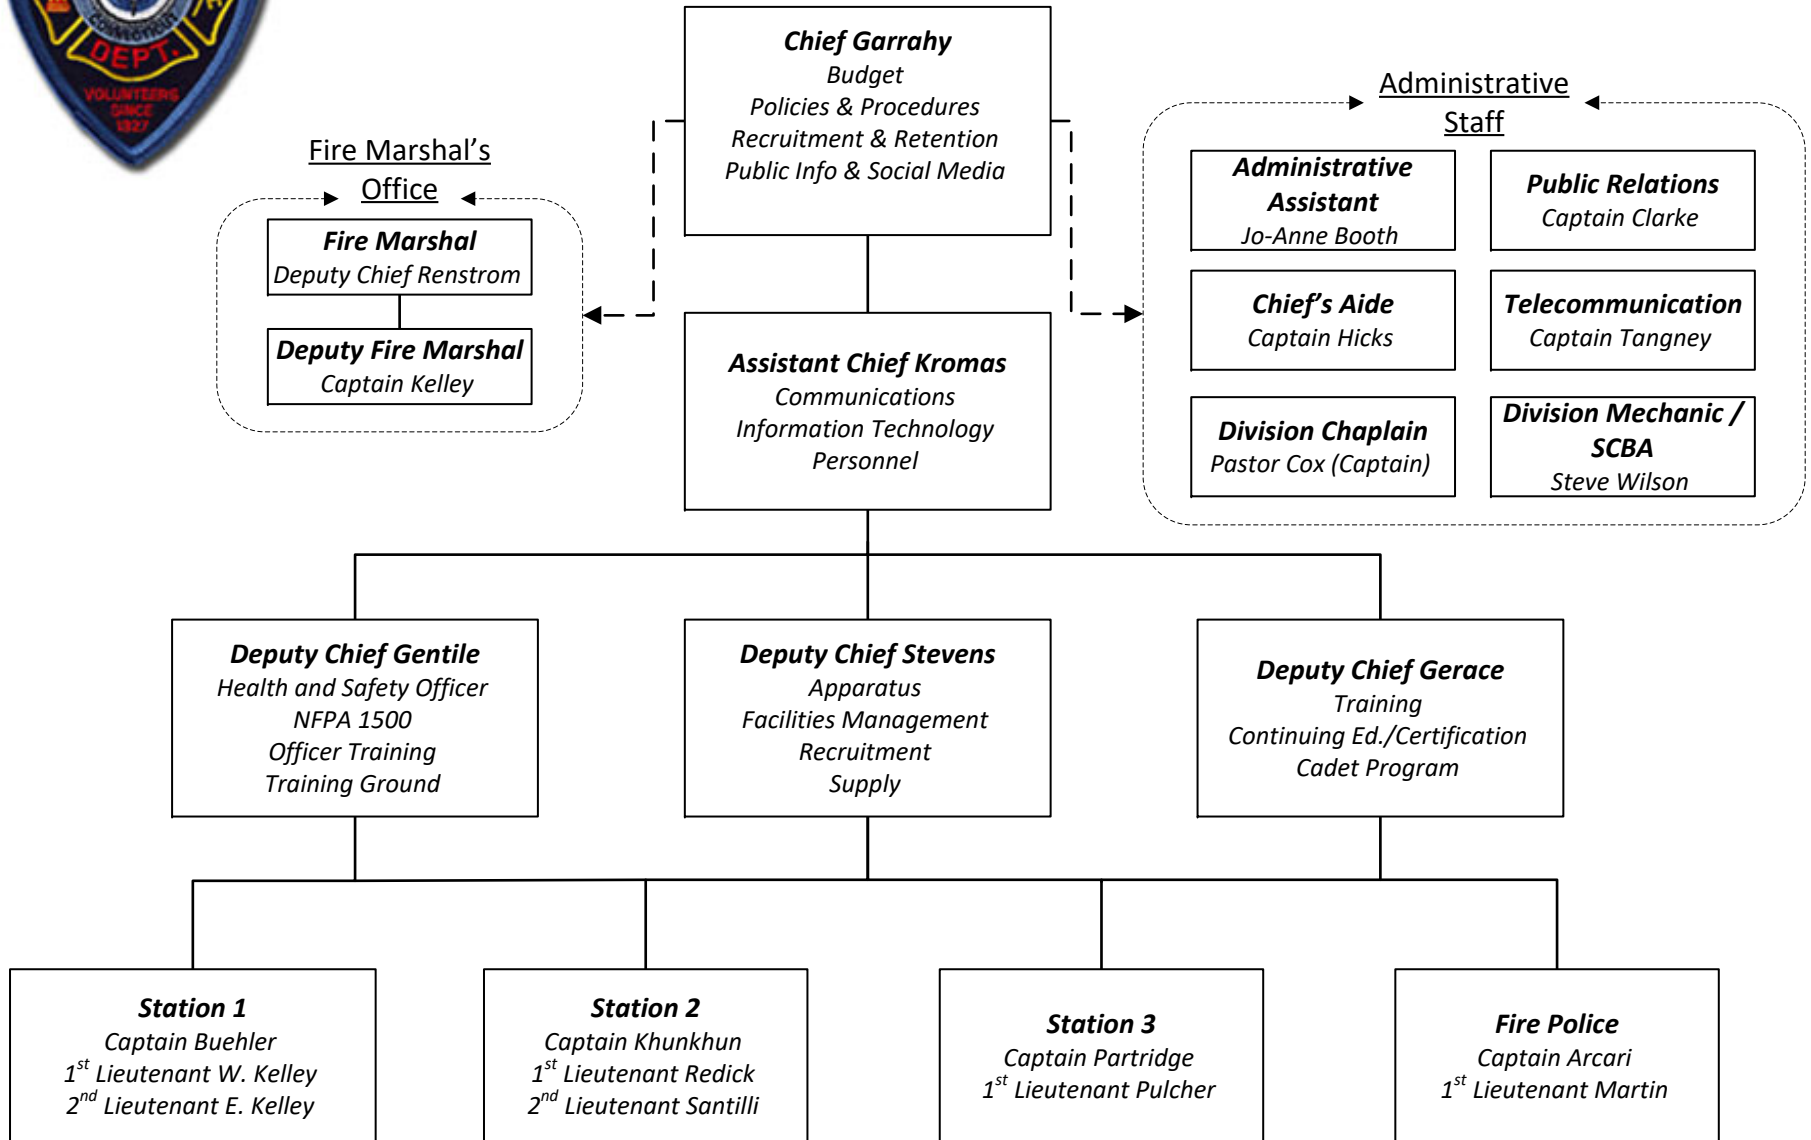 CONNECTICUT
DEPT.
VOLUNTEERS
SINCE
1927
Chief Garrahy
Budget
Policies & Procedures
Recruitment & Retention
Public Info & Social Media
Fire Marshal’s
Office
Fire Marshal
Deputy Chief Renstrom
Deputy Fire Marshal
Captain Kelley
Administrative
Staff
Administrative
Assistant
Jo-Anne Booth
Public Relations
Captain Clarke
Chief’s Aide
Captain Hicks
Telecommunication
Captain Tangney
Division Chaplain
Pastor Cox (Captain)
Division Mechanic /
SCBA
Steve Wilson
Assistant Chief Kromas
Communications
Information Technology
Personnel
Deputy Chief Gentile
Health and Safety Officer
NFPA 1500
Officer Training
Training Ground
Deputy Chief Stevens
Apparatus
Facilities Management
Recruitment
Supply
Deputy Chief Gerace
Training
Continuing Ed./Certification
Cadet Program
Station 1
Captain Buehler
1st Lieutenant W. Kelley
2nd Lieutenant E. Kelley
Station 2
Captain Khunkhun
1st Lieutenant Redick
2nd Lieutenant Santilli
Station 3
Captain Partridge
1st Lieutenant Pulcher
Fire Police
Captain Arcari
1st Lieutenant Martin